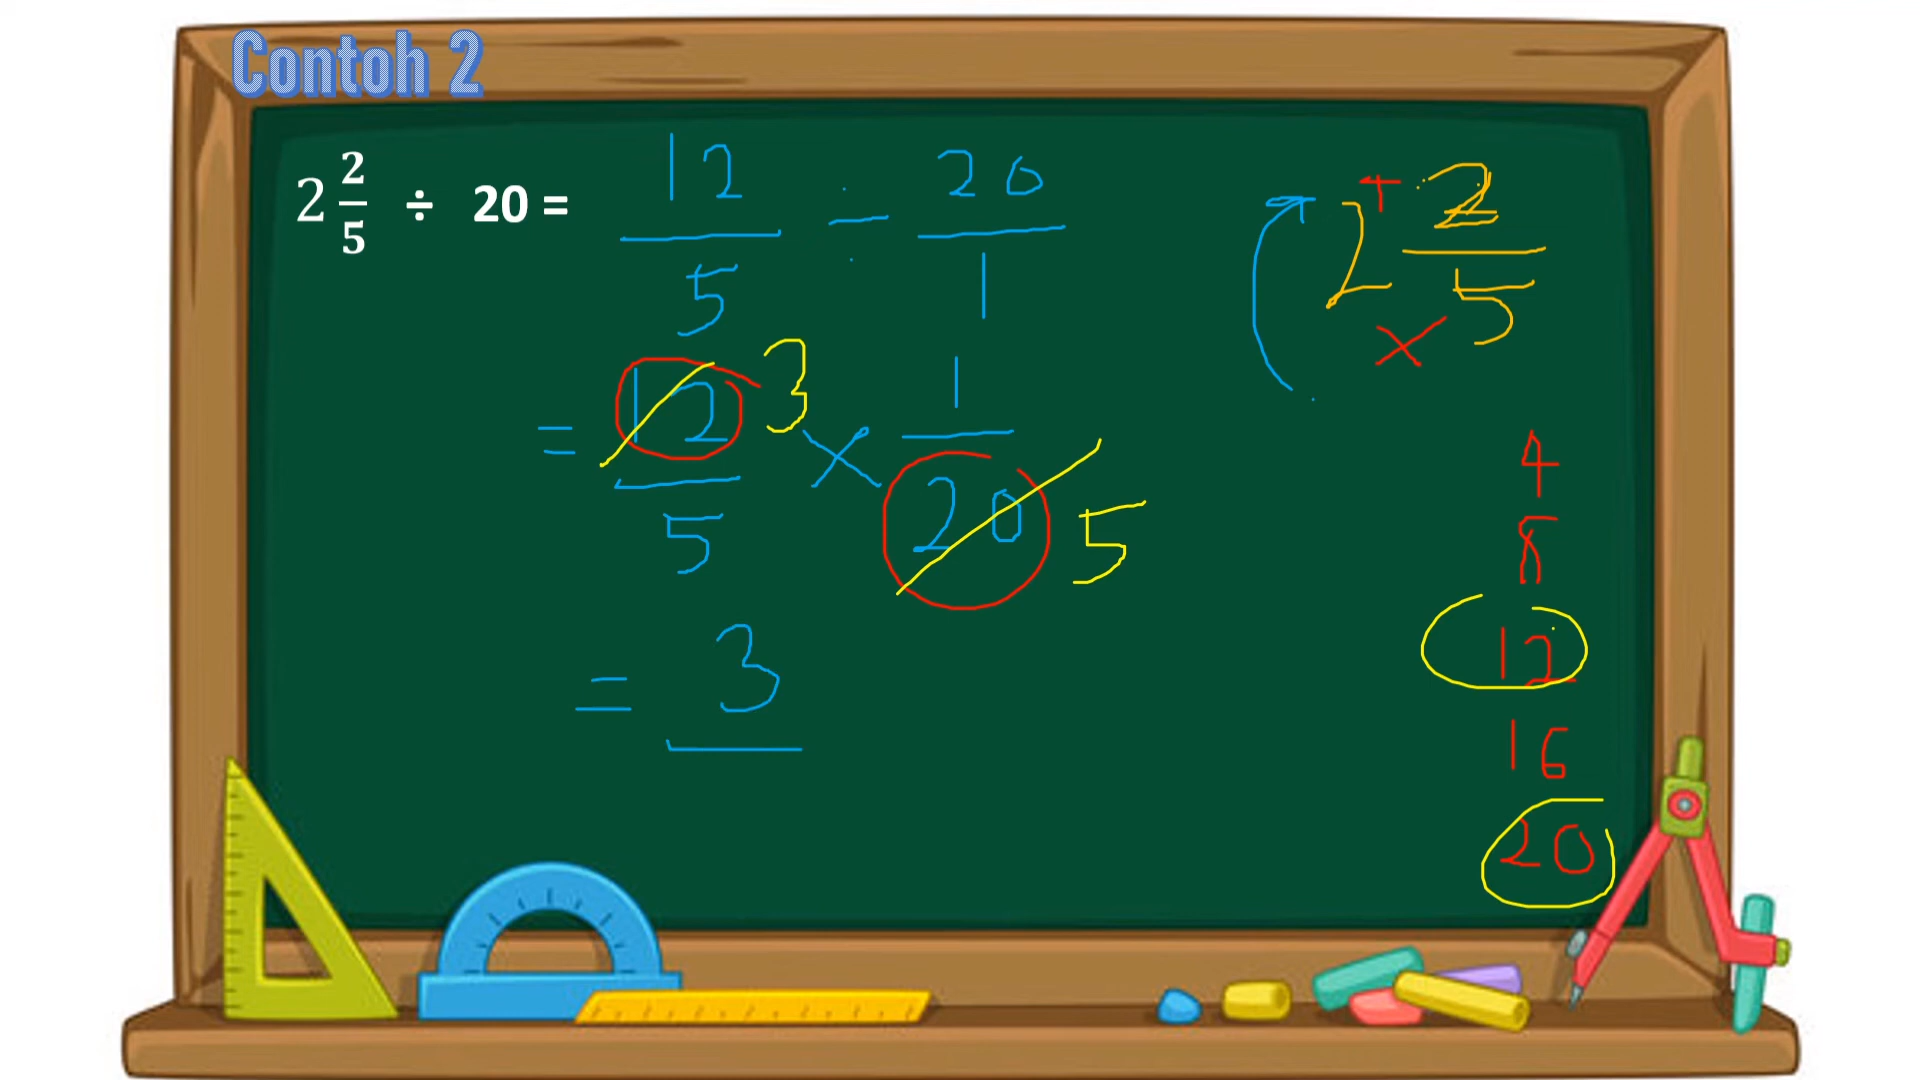 Contoh 2
2 2/5 ÷ 20 = 12/5 ÷ 20/1
= 12/5 3 × 1/20 5
= 3
2 + 2/5
×
4
8
12
16
20